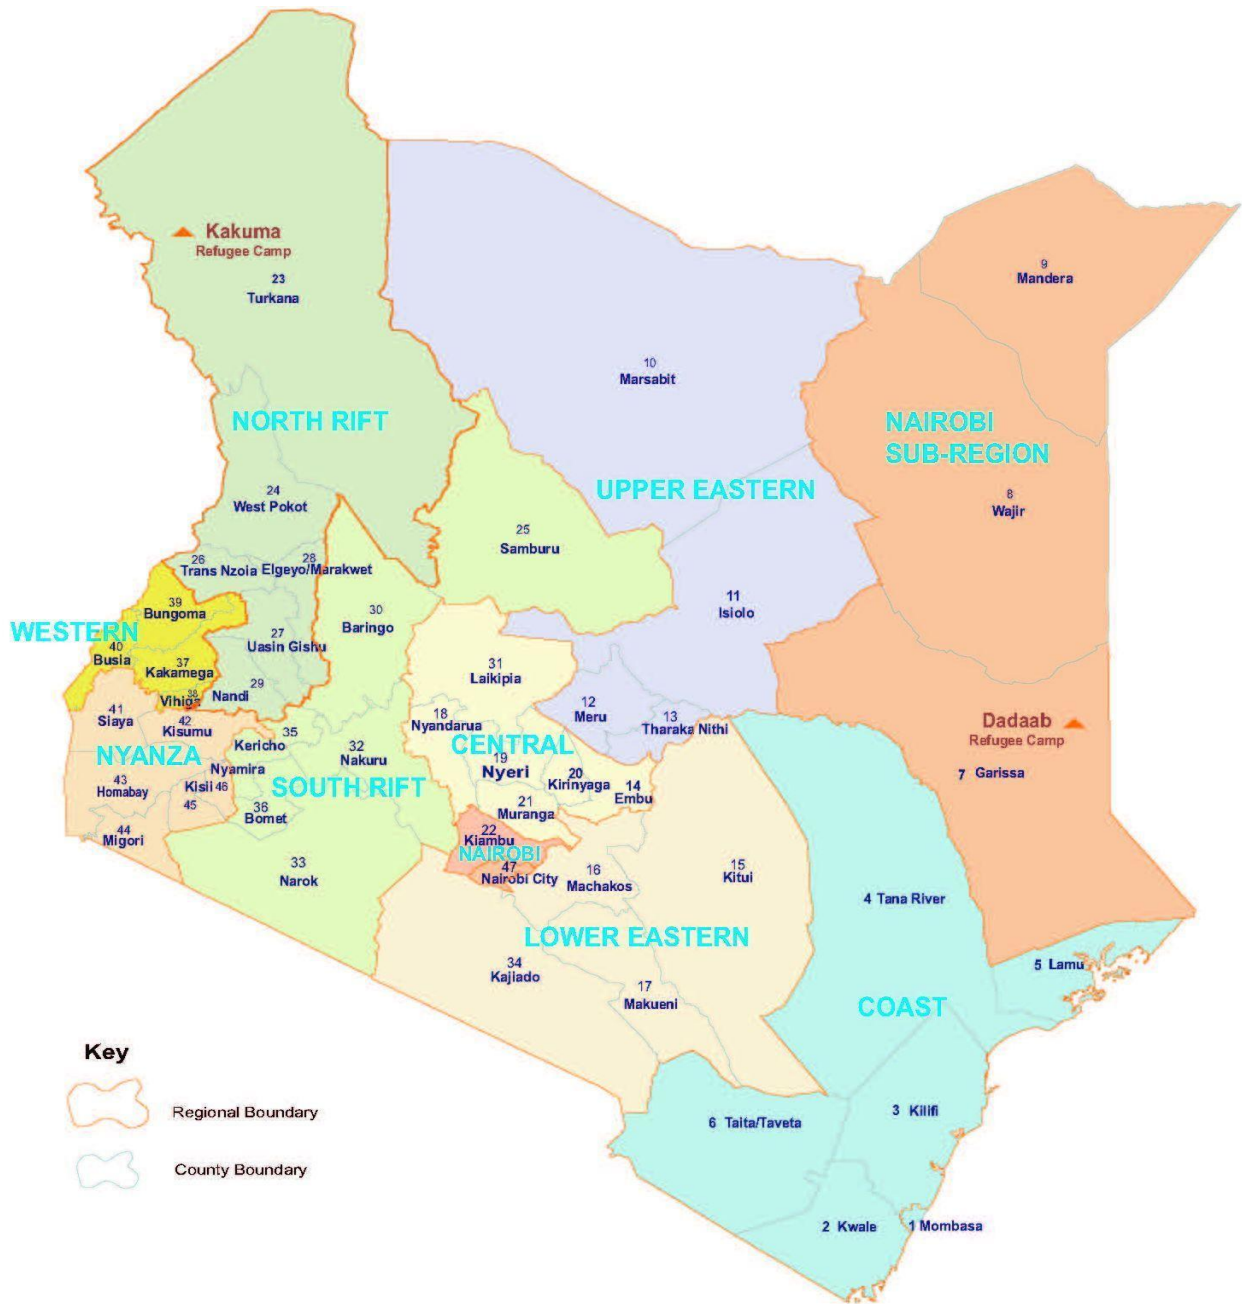 Kakuma
Refugee Camp
23
Turkana
9
Mandera
10
Marsabit
NORTH RIFT
NAIROBI
SUB-REGION
UPPER EASTERN
24
West Pokot
8
Wajir
25
Samburu
26
Trans Nzoia
28
Elgeyo/Marakwet
39
Bungoma
WESTERN
40
Busia
37
Kakamega
38
Vihiga
27
Uasin Gishu
29
Nandi
30
Baringo
11
Isiolo
31
Laikipia
12
Meru
13
Tharaka Nithi
41
Siaya
42
Kisumu
NYANZA
35
Kericho
Nyamira
32
Nakuru
SOUTH RIFT
18
Nyandarua
CENTRAL
19
Nyeri
20
Kirinyaga
14
Embu
Dadaab
Refugee Camp
7 Garissa
43
Homabay
Kisii 46
45
44
Migori
36
Bomet
21
Muranga
22
Kiambu
NAIROBI
47
Nairobi City
16
Machakos
15
Kitui
33
Narok
4 Tana River
LOWER EASTERN
34
Kajiado
17
Makueni
5 Lamu
COAST
3 Kilifi
6 Taita/Taveta
2 Kwale
1 Mombasa
Key
Regional Boundary
County Boundary